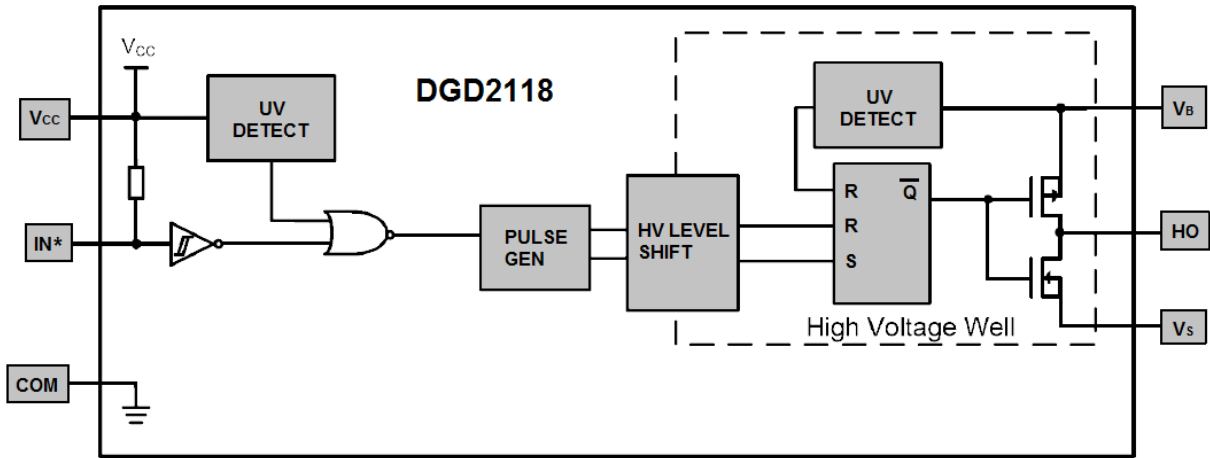 DGD2118
VCC
VCC
IN*
COM
UV
DETECT
PULSE
GEN
HV LEVEL
SHIFT
UV
DETECT
R
Q̅
R
S
High Voltage Well
VB
HO
VS